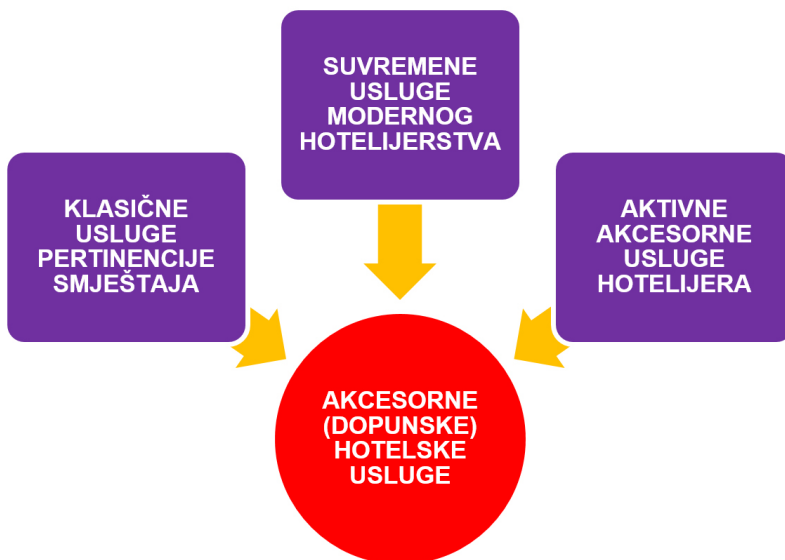 SUVREMENE
USLUGE
MODERNOG
HOTELIJERSTVA
KLASIČNE
USLUGE
PERTINENCIJE
SMJEŠTAJA
AKTIVNE
AKCESORNE
USLUGE
HOTELIJERA
AKCESORNE
(DOPUNSKE)
HOTELSKE
USLUGE